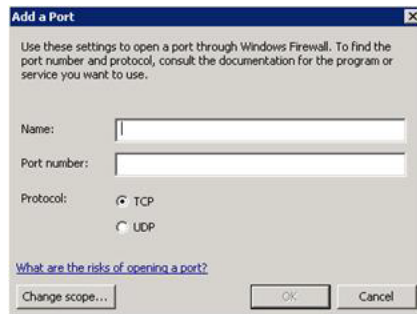 Add a Port
Use these settings to open a port through Windows Firewall. To find the
port number and protocol, consult the documentation for the program or
service you want to use.
Name:
Port number:
Protocol:
TCP
UDP
What are the risks of opening a port?
Change scope...
OK
Cancel